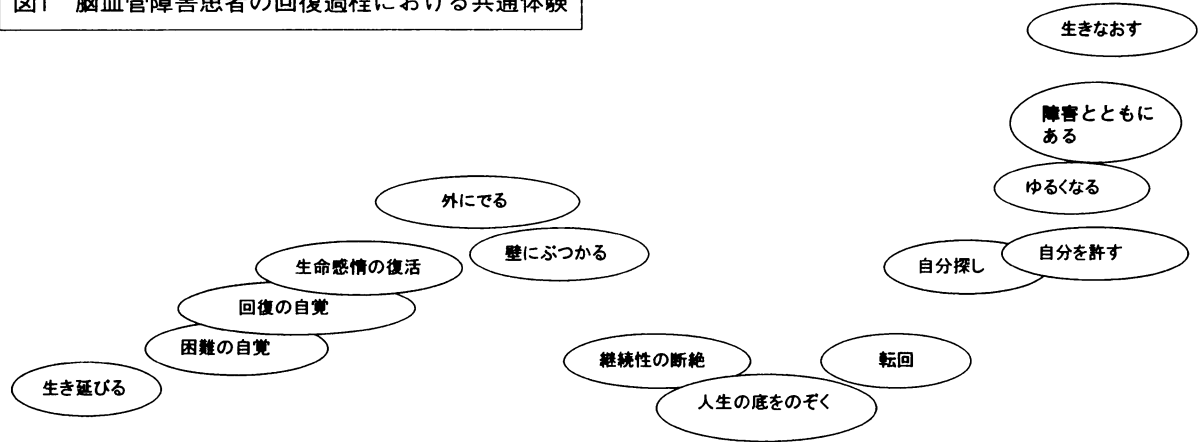 図1 脳血管障害患者の回復過程における共通体験
生きなおす
障害とともに
ある
ゆるくなる
外にでる
壁にぶつかる
自分を許す
自分探し
生命感情の復活
回復の自覚
困難の自覚
生き延びる
継続性の断絶
人生の底をのぞく
転回